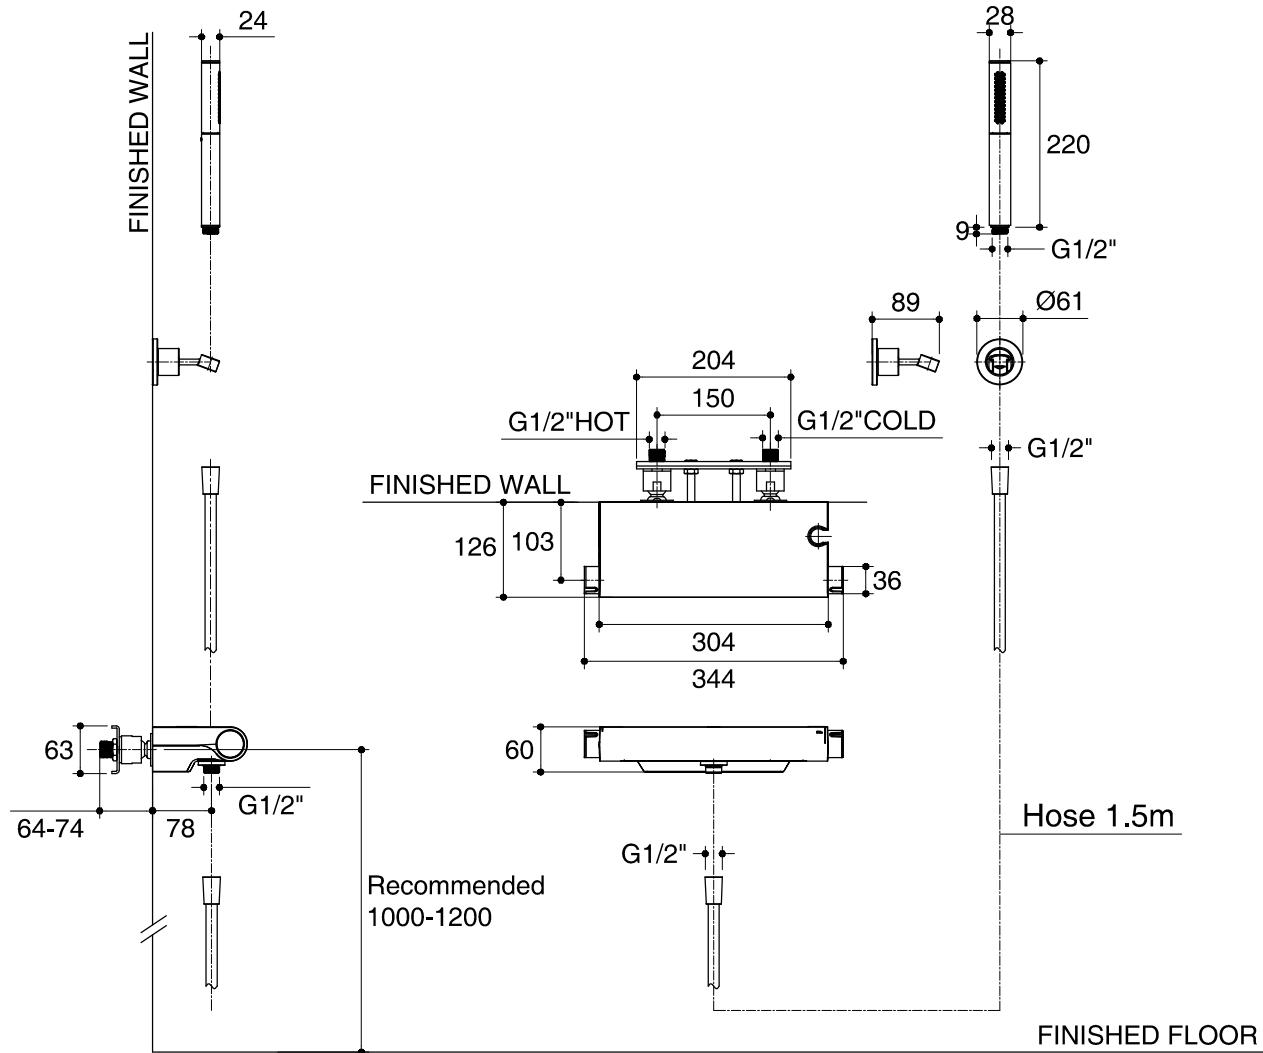 24
28
FINISHED WALL
220
9
G1/2"
89
Ø61
204
150
G1/2"HOT
G1/2"COLD
G1/2"
FINISHED WALL
126
103
36
304
344
63
60
G1/2"
64-74
78
Hose 1.5m
G1/2"
Recommended
1000-1200
FINISHED FLOOR